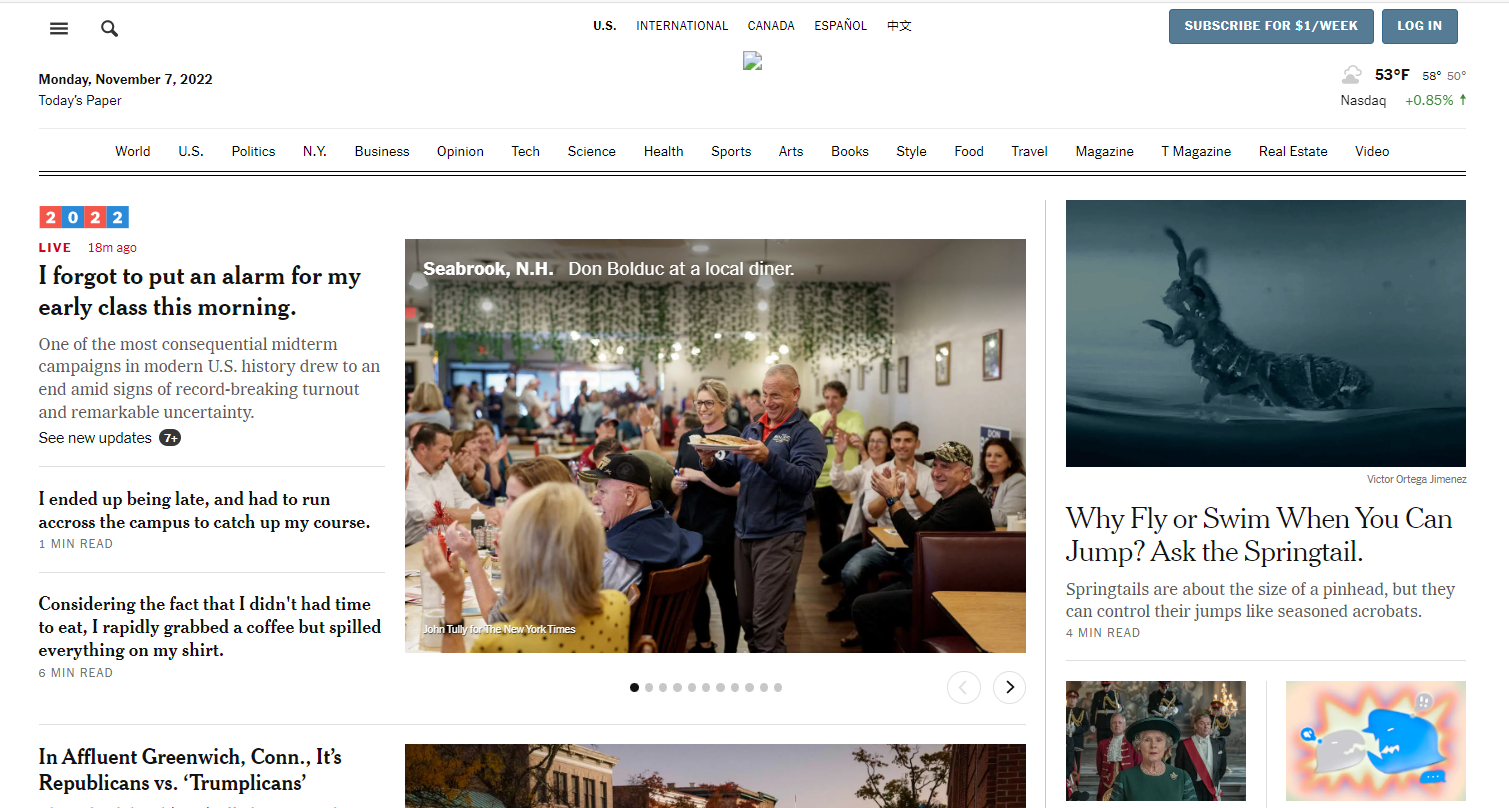 U.S. INTERNATIONAL CANADA ESPAÑOL 中文
SUBSCRIBE FOR $1/WEEK LOG IN
Monday, November 7, 2022
Today's Paper
53°F 58° 50°
Nasdaq +0.85% ↑
World U.S. Politics N.Y. Business Opinion Tech Science Health Sports Arts Books Style Food Travel Magazine T Magazine Real Estate Video
2022
LIVE 18m ago
I forgot to put an alarm for my
early class this morning.
One of the most consequential midterm
campaigns in modern U.S. history drew to an
end amid signs of record-breaking turnout
and remarkable uncertainty.
See new updates 7+
I ended up being late, and had to run
accross the campus to catch up my course.
1 MIN READ
Considering the fact that I didn't had time
to eat, I rapidly grabbed a coffee but spilled
everything on my shirt.
6 MIN READ
In Affluent Greenwich, Conn., It's
Republicans vs. ‘Trumplicans’
Seabrook, N.H. Don Bolduc at a local diner.
DON
John Tully for The New York Times
Victor Ortega Jimenez
Why Fly or Swim When You Can
Jump? Ask the Springtail.
Springtails are about the size of a pinhead, but they
can control their jumps like seasoned acrobats.
4 MIN READ
!!